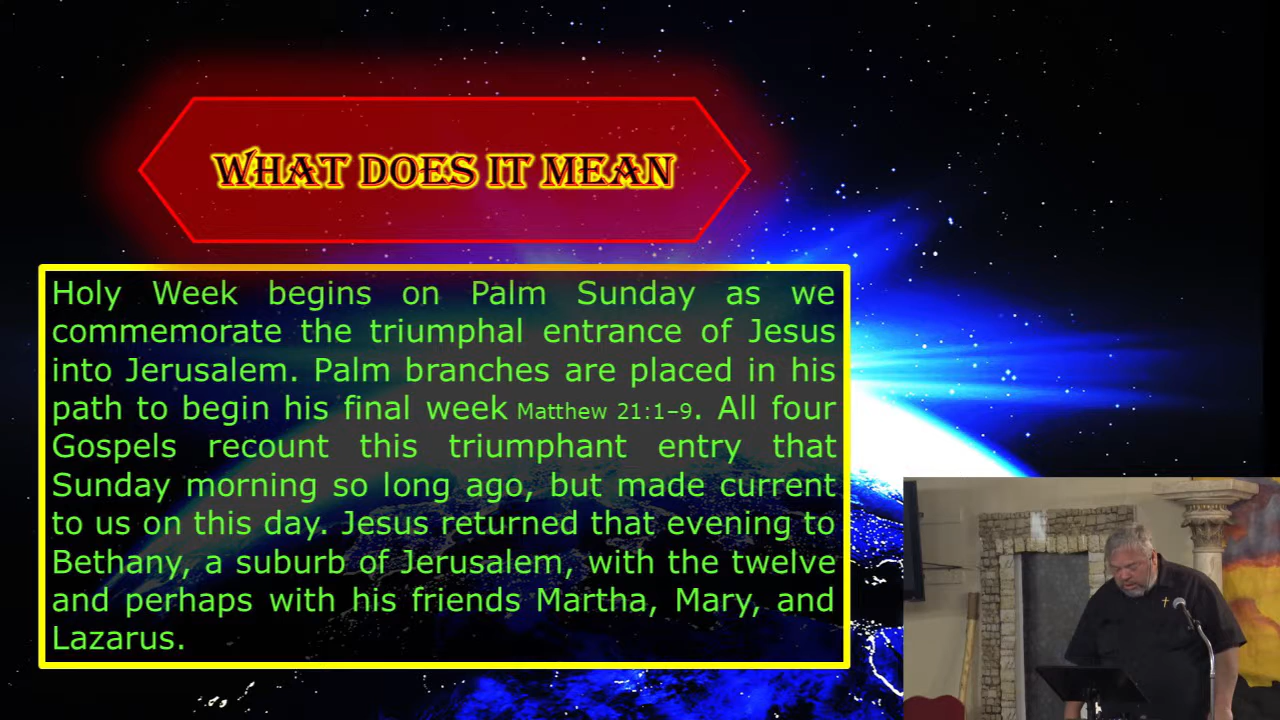 WHAT DOES IT MEAN
Holy Week begins on Palm Sunday as we
commemorate the triumphal entrance of Jesus
into Jerusalem. Palm branches are placed in his
path to begin his final week Matthew 21:1–9. All four
Gospels recount this triumphant entry that
Sunday morning so long ago, but made current
to us on this day. Jesus returned that evening to
Bethany, a suburb of Jerusalem, with the twelve
and perhaps with his friends Martha, Mary, and
Lazarus.